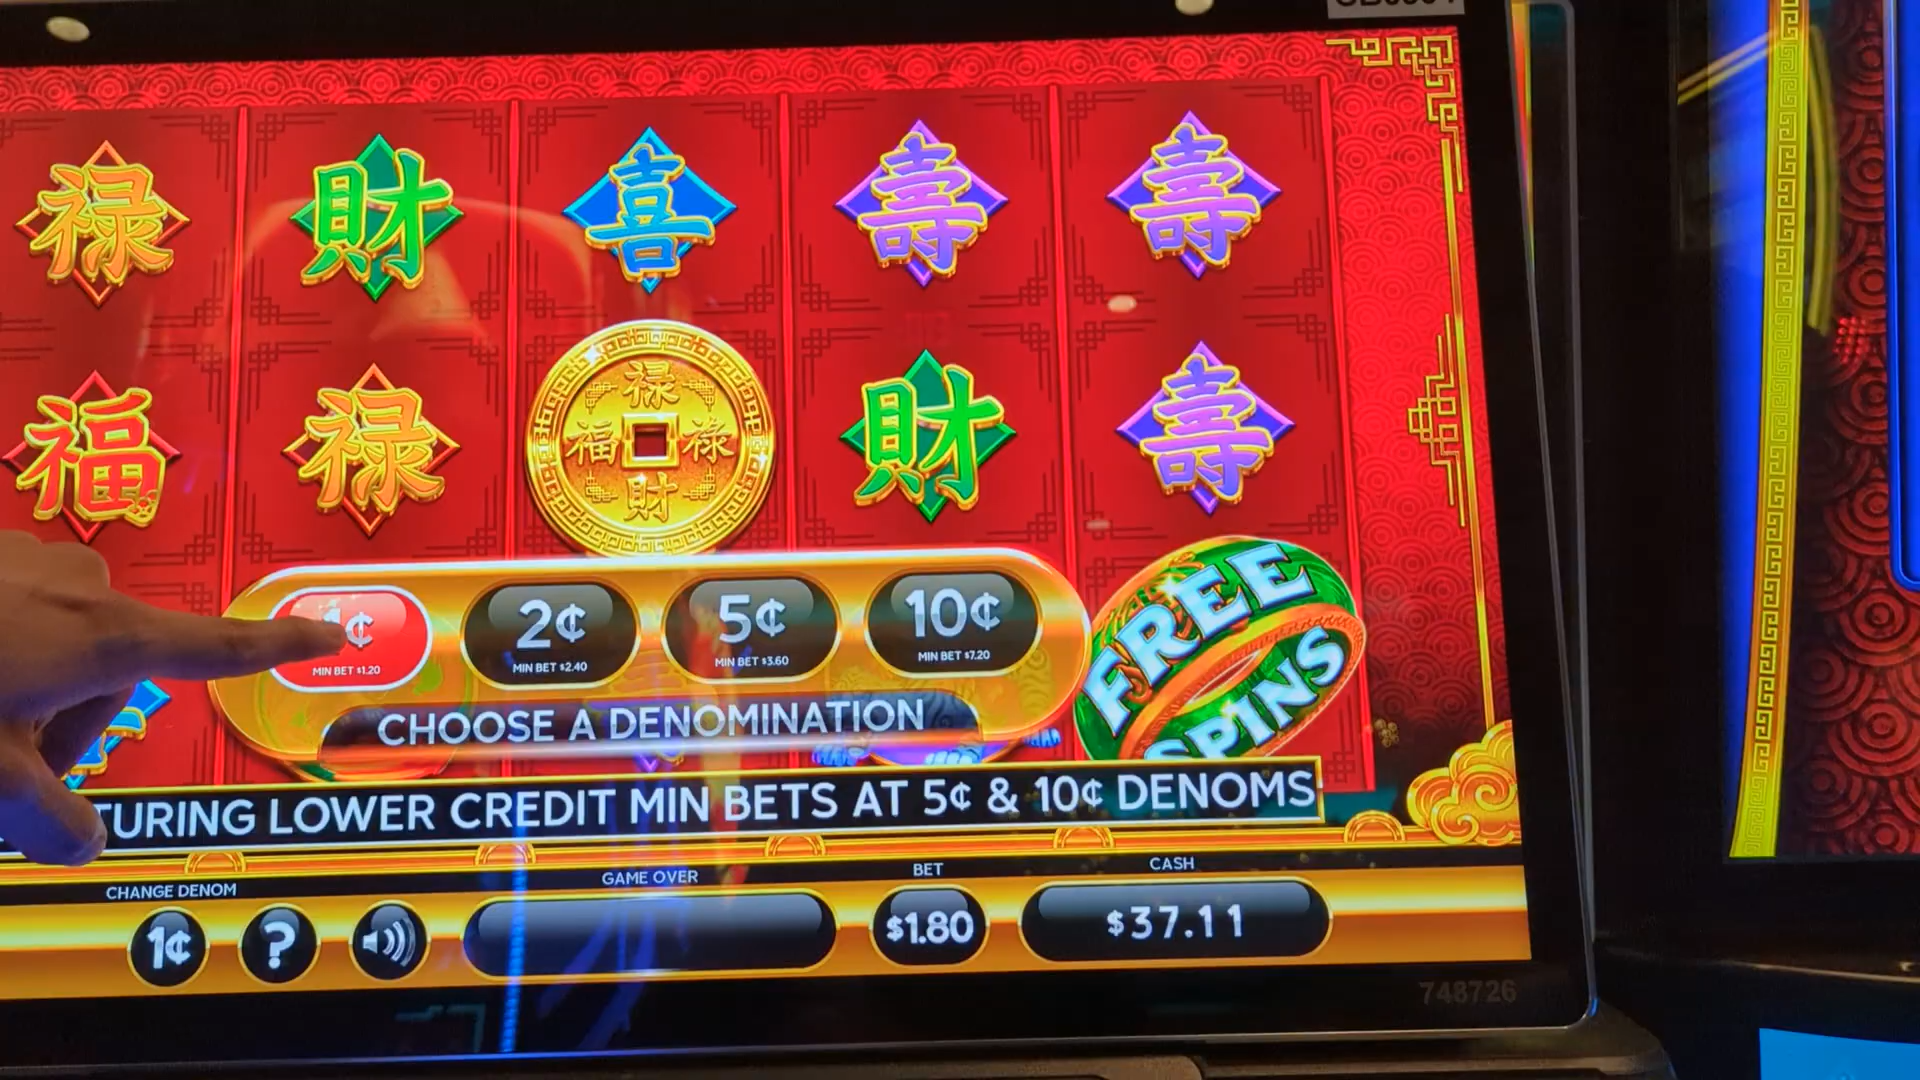 禄 財 喜 壽 壽
福 禄 財 壽
禄
福 禄
財
1¢ 2¢ 5¢ 10¢
MIN BET $1.20 MIN BET $2.40 MIN BET $3.60 MIN BET $7.20
FREE
SPINS
CHOOSE A DENOMINATION
TURING LOWER CREDIT MIN BETS AT 5¢ & 10¢ DENOMS
CHANGE DENOM GAME OVER BET CASH
1¢ ? $1.80 $37.11
748726